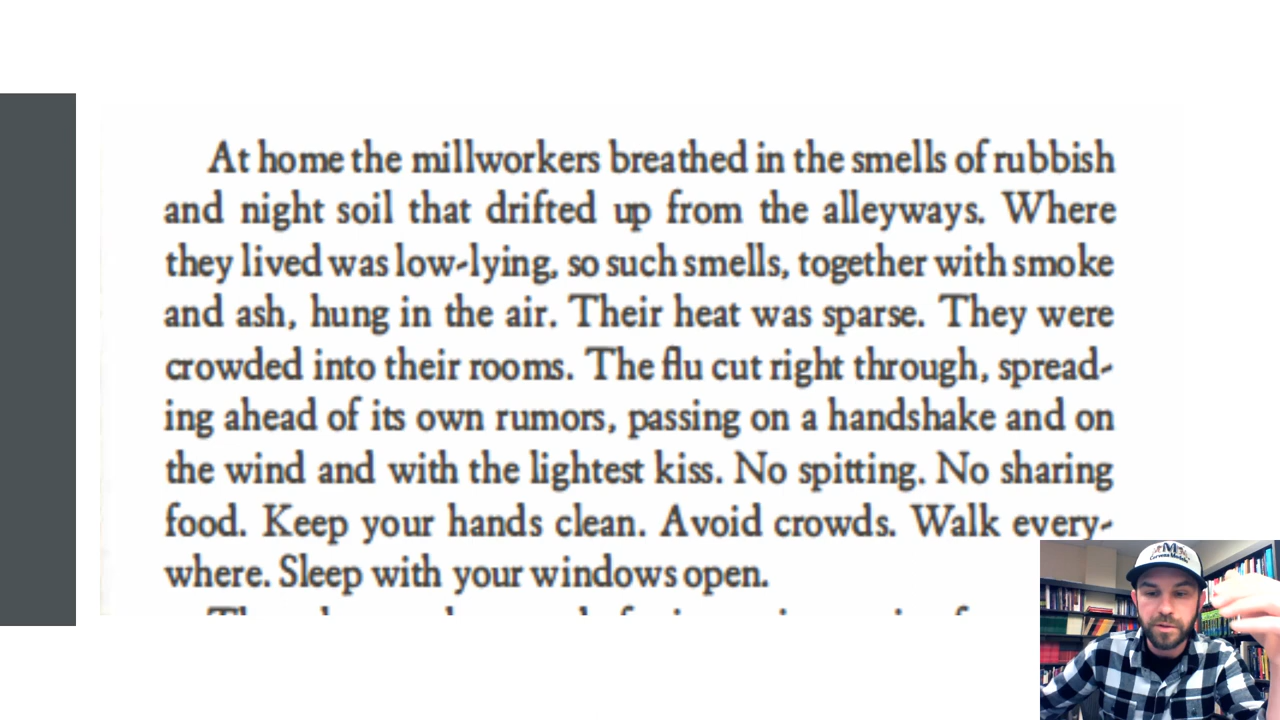 At home the millworkers breathed in the smells of rubbish
and night soil that drifted up from the alleyways. Where
they lived was low-lying, so such smells, together with smoke
and ash, hung in the air. Their heat was sparse. They were
crowded into their rooms. The flu cut right through, spread-
ing ahead of its own rumors, passing on a handshake and on
the wind and with the lightest kiss. No spitting. No sharing
food. Keep your hands clean. Avoid crowds. Walk every-
where. Sleep with your windows open.
M